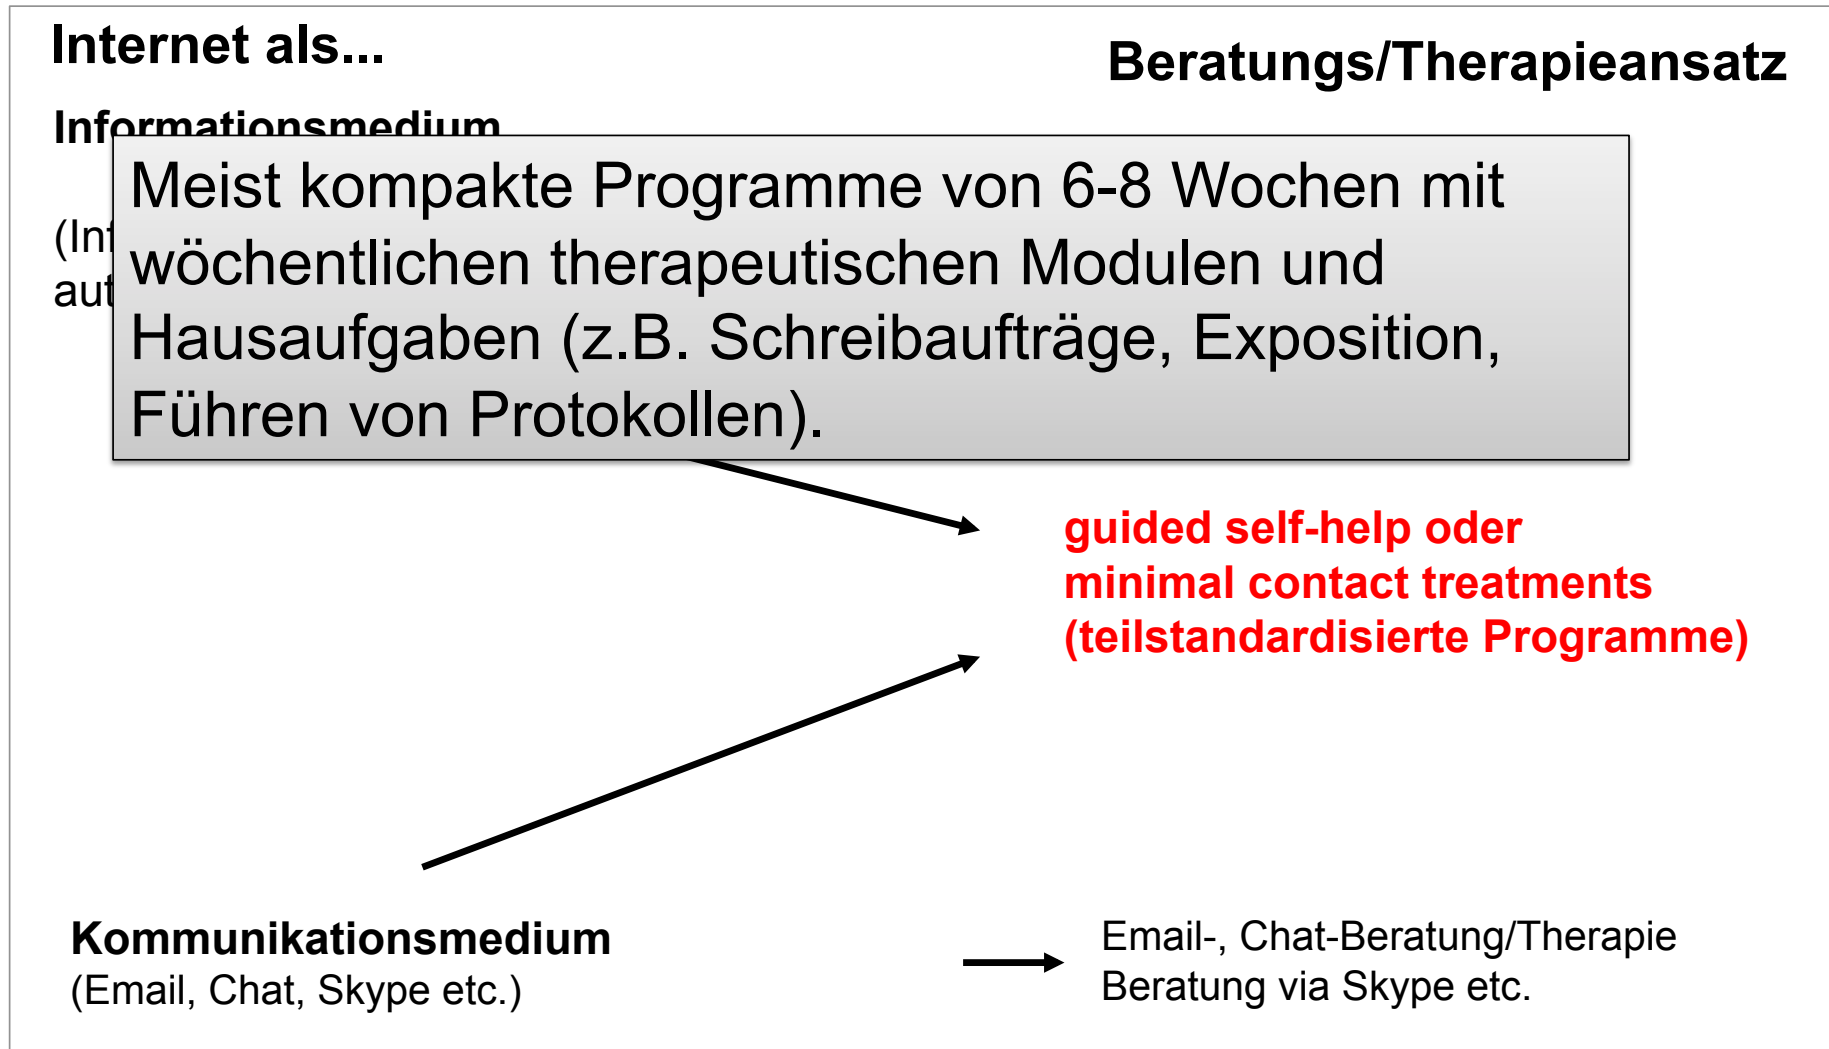 Internet als...
Beratungs/Therapieansatz
Informationsmedium
Meist kompakte Programme von 6-8 Wochen mit
wöchentlichen therapeutischen Modulen und
Hausaufgaben (z.B. Schreibaufträge, Exposition,
Führen von Protokollen).
guided self-help oder
minimal contact treatments
(teilstandardisierte Programme)
Kommunikationsmedium
(Email, Chat, Skype etc.)
Email-, Chat-Beratung/Therapie
Beratung via Skype etc.